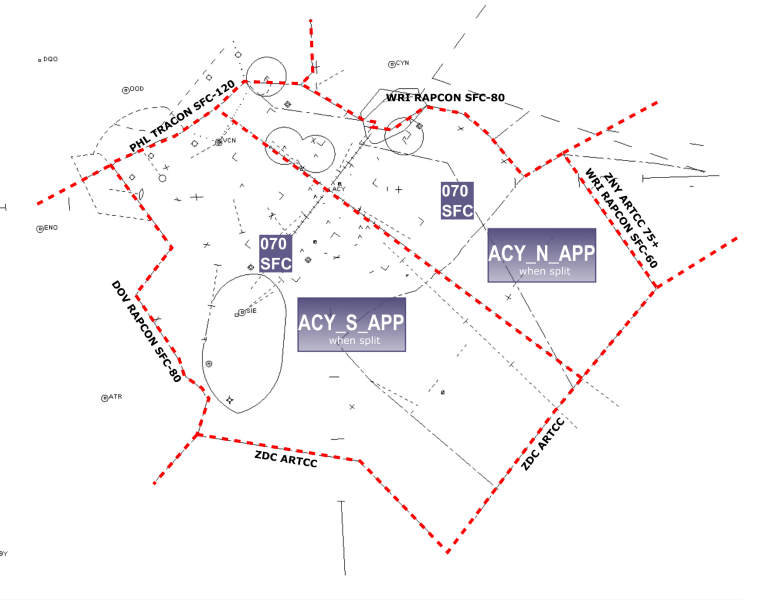 DQO
OOD
CYN
PHL TRACON SFC-120
WRI RAPCON SFC-80
VCN
ACY
070
SFC
ZNY ARTCC 75+
WRI RAPCON SFC-60
ENO
070
SFC
ACY_N_APP
when split
DOV RAPCON SFC-80
SIE
ACY_S_APP
when split
ATR
ZDC ARTCC
ZDC ARTCC